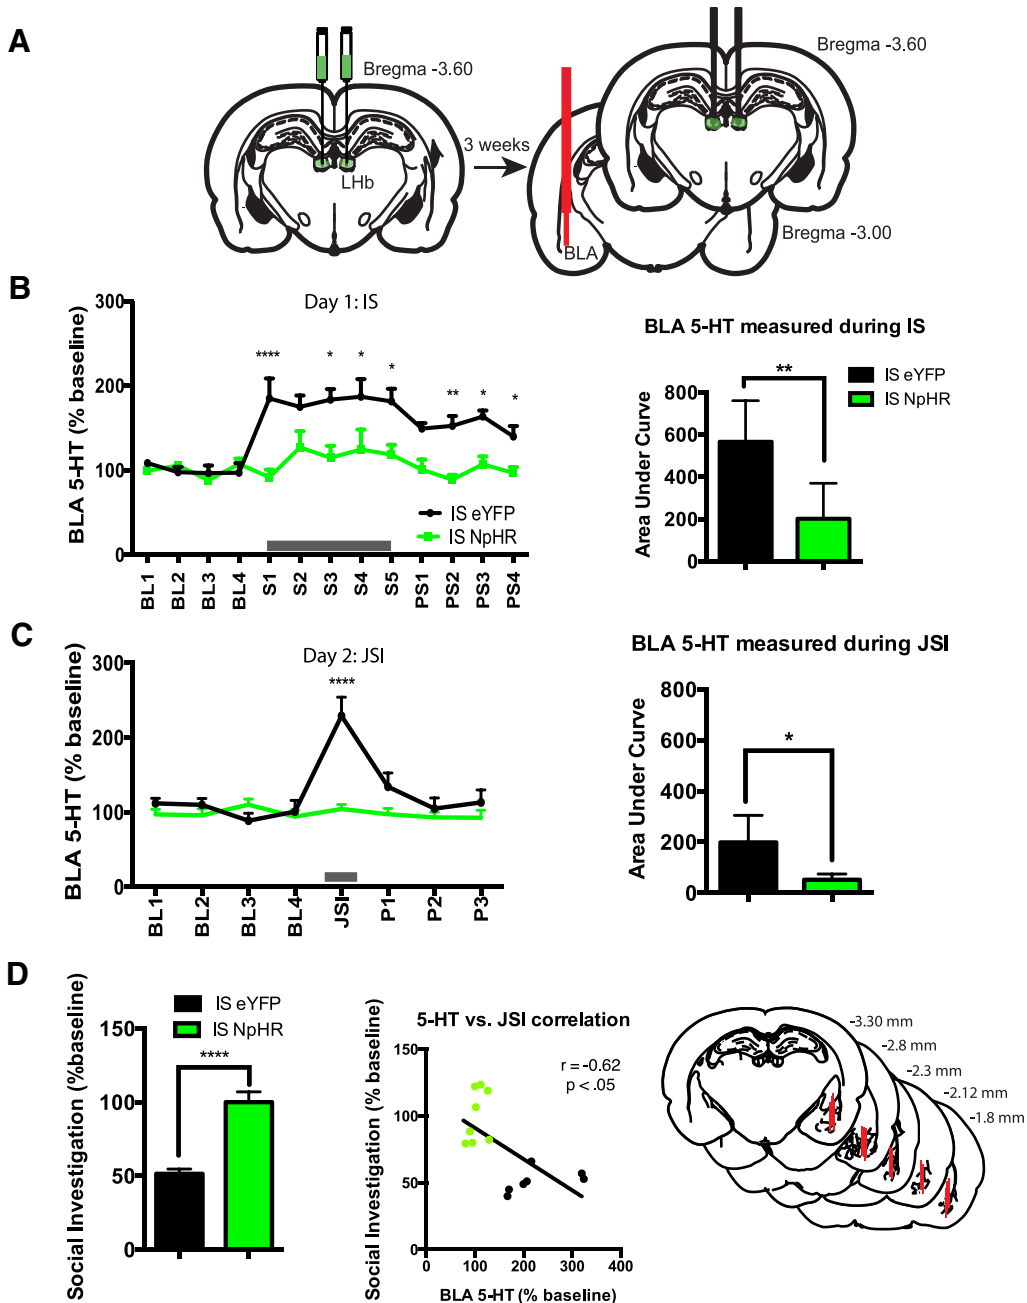 A
Bregma -3.60
LHb
3 weeks
Bregma -3.60
Bregma -3.00
BLA
B
Day 1: IS
BLA 5-HT (% baseline)
300
200
100
0
****
*
*
*
**
*
*
IS eYFP
IS NpHR
BL1
BL2
BL3
BL4
S1
S2
S3
S4
S5
PS1
PS2
PS3
PS4
BLA 5-HT measured during IS
IS eYFP
IS NpHR
**
Area Under Curve
800
600
400
200
0
C
Day 2: JSI
BLA 5-HT (% baseline)
300
200
100
0
****
BL1
BL2
BL3
BL4
JSI
P1
P2
P3
BLA 5-HT measured during JSI
*
Area Under Curve
800
600
400
200
0
D
IS eYFP
IS NpHR
Social Investigation (%baseline)
150
100
50
0
****
5-HT vs. JSI correlation
r = -0.62
p < .05
Social Investigation (% baseline)
150
100
50
0
0
100
200
300
400
BLA 5-HT (% baseline)
-3.30 mm
-2.8 mm
-2.3 mm
-2.12 mm
-1.8 mm